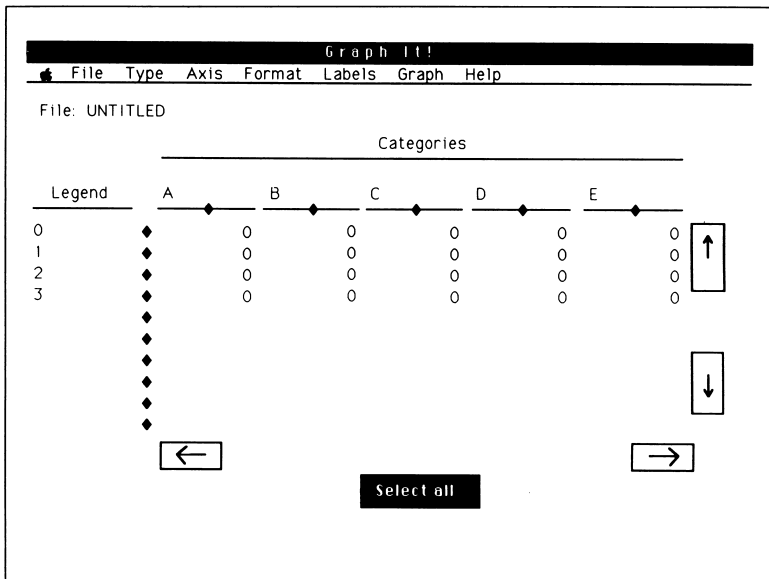 Graph It!
File Type Axis Format Labels Graph Help
File: UNTITLED
Categories
Legend A B C D E
0 0 0 0 0 0
1 0 0 0 0 0
2 0 0 0 0 0
3 0 0 0 0 0
Select all